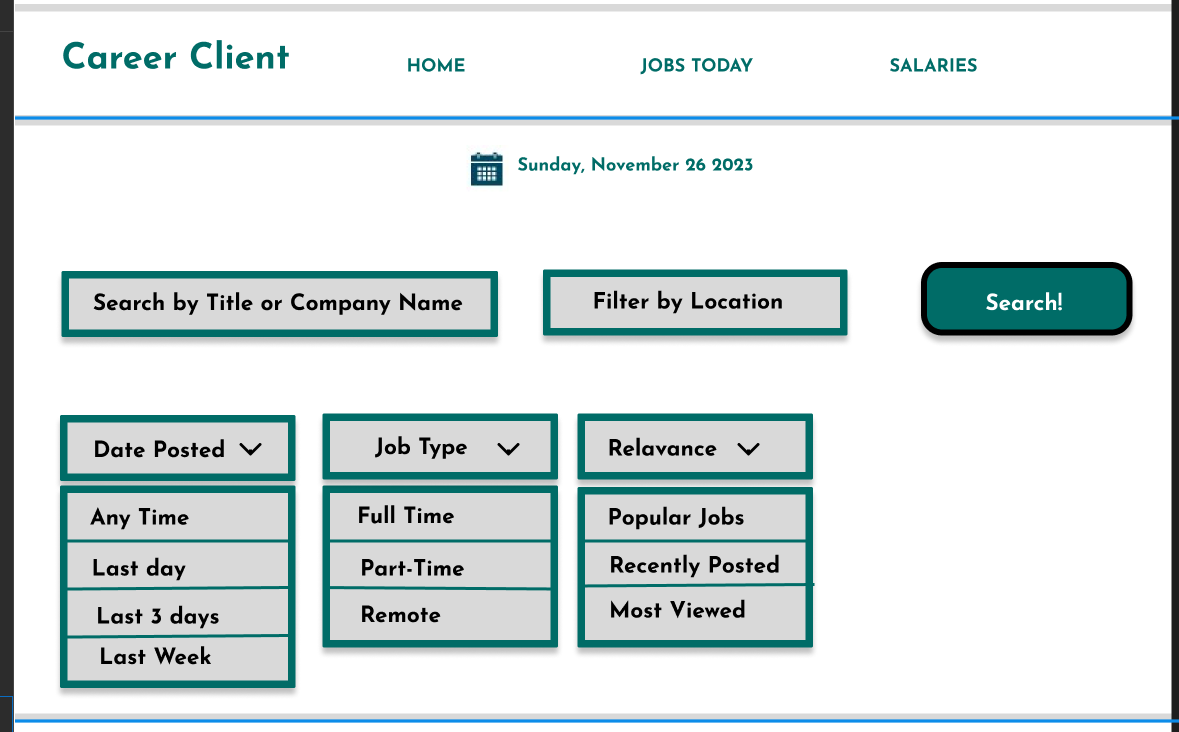 Career Client
HOME
JOBS TODAY
SALARIES
Sunday, November 26 2023
Search by Title or Company Name
Filter by Location
Search!
Date Posted
Any Time
Last day
Last 3 days
Last Week
Job Type
Full Time
Part-Time
Remote
Relavance
Popular Jobs
Recently Posted
Most Viewed